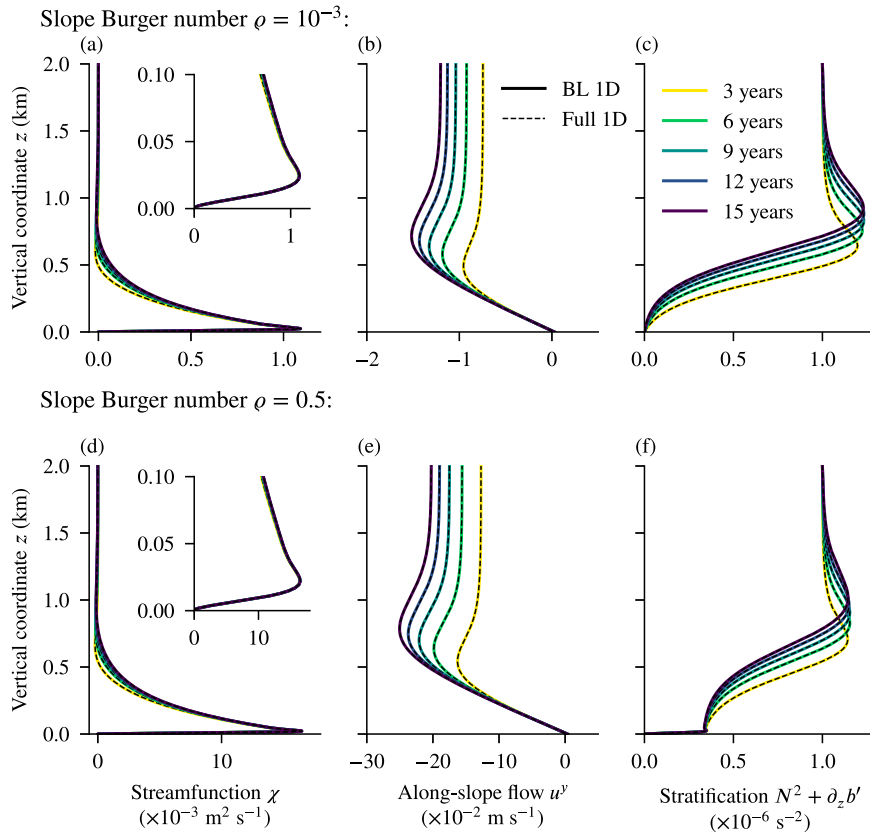 Slope Burger number ϱ = 10⁻³:
(a)
(b)
(c)
2.0
1.5
1.0
0.5
0.0
Vertical coordinate z (km)
0.10
0.05
0.00
0
1
BL 1D
Full 1D
3 years
6 years
9 years
12 years
15 years
0.0
0.5
1.0
−2
−1
0
0.0
0.5
1.0
Slope Burger number ϱ = 0.5:
(d)
(e)
(f)
2.0
1.5
1.0
0.5
0.0
Vertical coordinate z (km)
0.10
0.05
0.00
0
10
0
10
−30
−20
−10
0
0.0
0.5
1.0
Streamfunction χ
(×10⁻³ m² s⁻¹)
Along-slope flow uʸ
(×10⁻² m s⁻¹)
Stratification N² + ∂zb′
(×10⁻⁶ s⁻²)